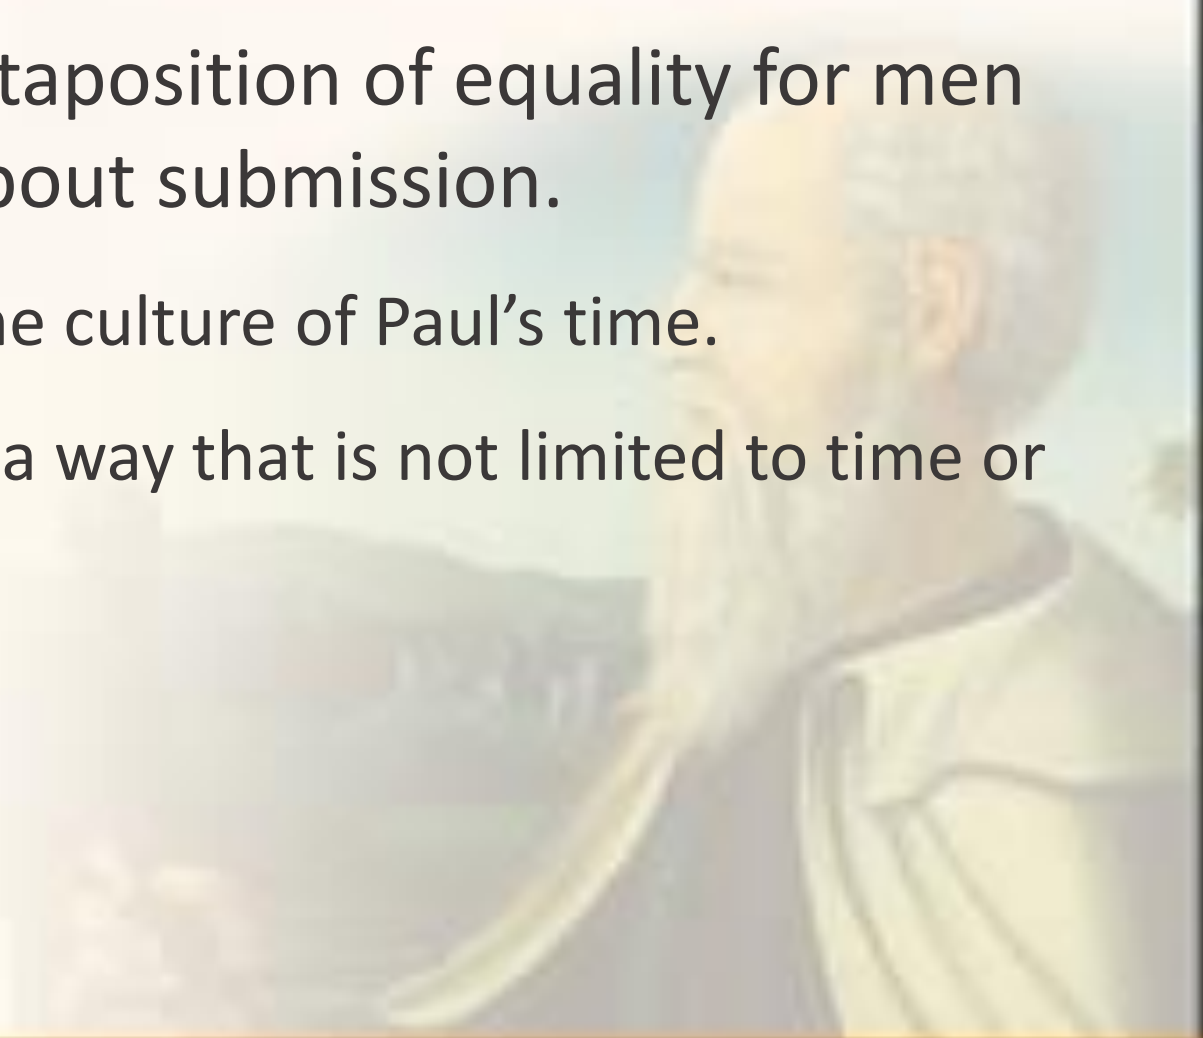 taposition of equality for men
bout submission.
he culture of Paul’s time.
a way that is not limited to time or